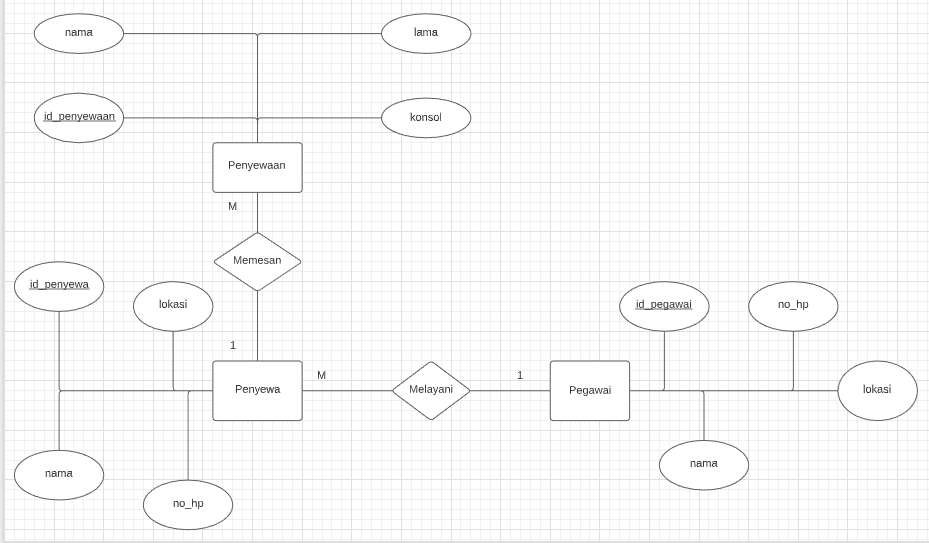 nama
lama
id_penyewaan
konsol
Penyewaan
M
Memesan
id_penyewa
lokasi
id_pegawai
no_hp
1
Penyewa
M
Melayani
1
Pegawai
lokasi
nama
nama
no_hp